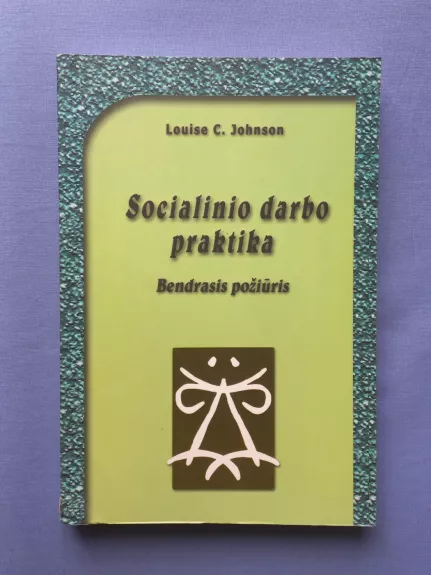 Louise C. Johnson
Socialinio darbo
praktika
Bendrasis požiūris